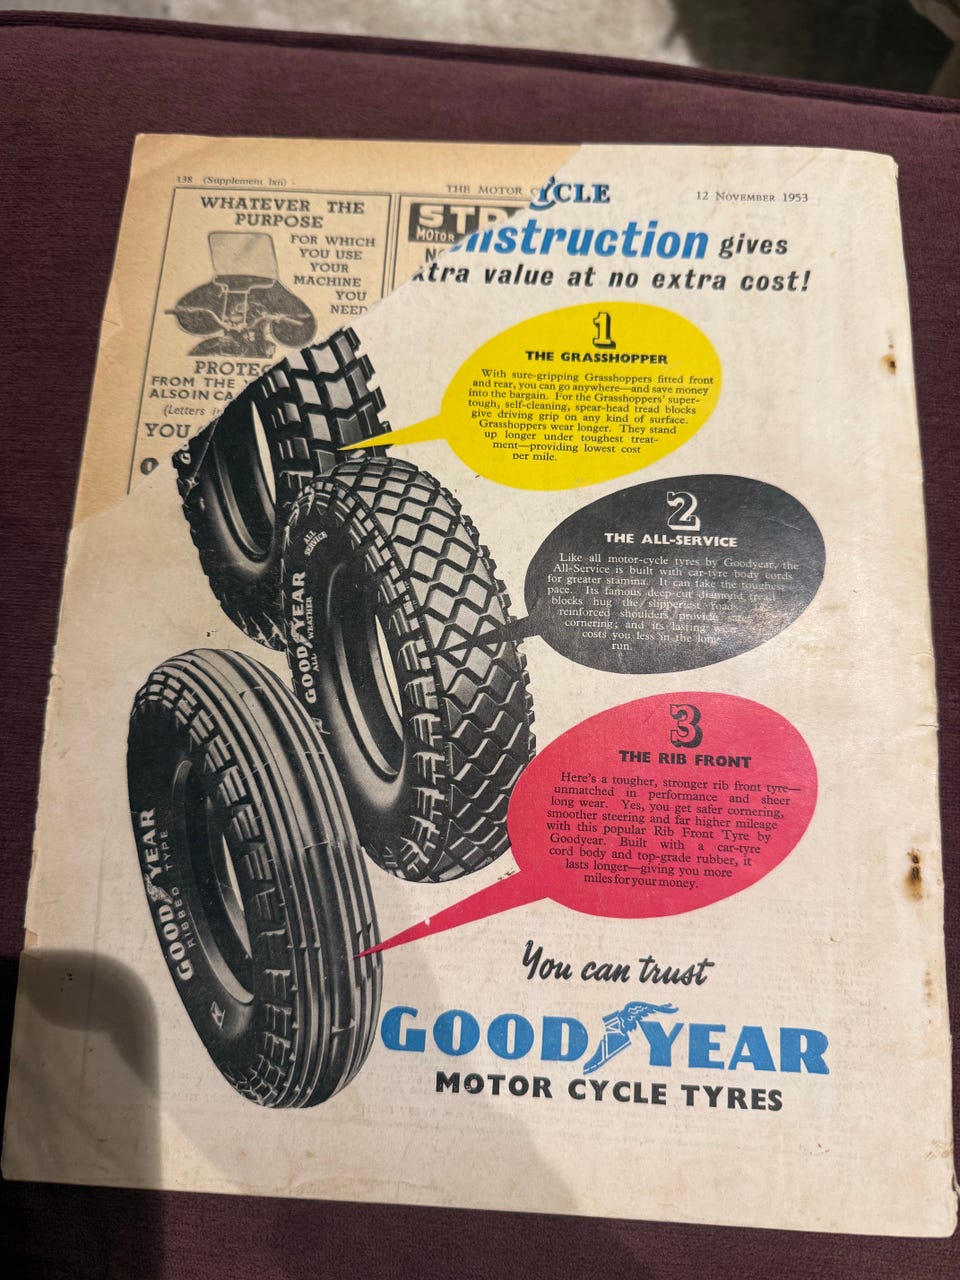 138 (Supplement lxii)
THE MOTOR CYCLE
12 NOVEMBER 1953
WHATEVER THE
PURPOSE
FOR WHICH
YOU USE
YOUR
MACHINE
YOU
NEED
PROTEC
FROM THE
ALSO IN CA
(Letters
YOU
ST
MOTOR
nstruction gives
xtra value at no extra cost!
1
THE GRASSHOPPER
With sure-gripping Grasshoppers fitted front
and rear, you can go anywhere—and save money
into the bargain. For the Grasshoppers' super-
tough, self-cleaning, spear-head tread blocks
give driving grip on any kind of surface.
Grasshoppers wear longer. They stand
up longer under toughest treat-
ment—providing lowest cost
per mile.
2
THE ALL-SERVICE
Like all motor-cycle tyres by Goodyear, the
All-Service is built with car-tyre body cords
for greater stamina. It can take the toughest
pace. Its famous deep-cut diamond tread
blocks hug the slipperiest roads,
reinforced shoulders provide
cornering; and its lasting
costs you less in the long
run.
ALL
SERVICE
GOODYEAR
ALL WEATHER
3
THE RIB FRONT
Here's a tougher, stronger rib front tyre—
unmatched in performance and sheer
long wear. Yes, you get safer cornering,
smoother steering and far higher mileage
with this popular Rib Front Tyre by
Goodyear. Built with a car-tyre
cord body and top-grade rubber, it
lasts longer—giving you more
miles for your money.
GOODYEAR
RIBBED TYPE
You can trust
GOODYEAR
MOTOR CYCLE TYRES